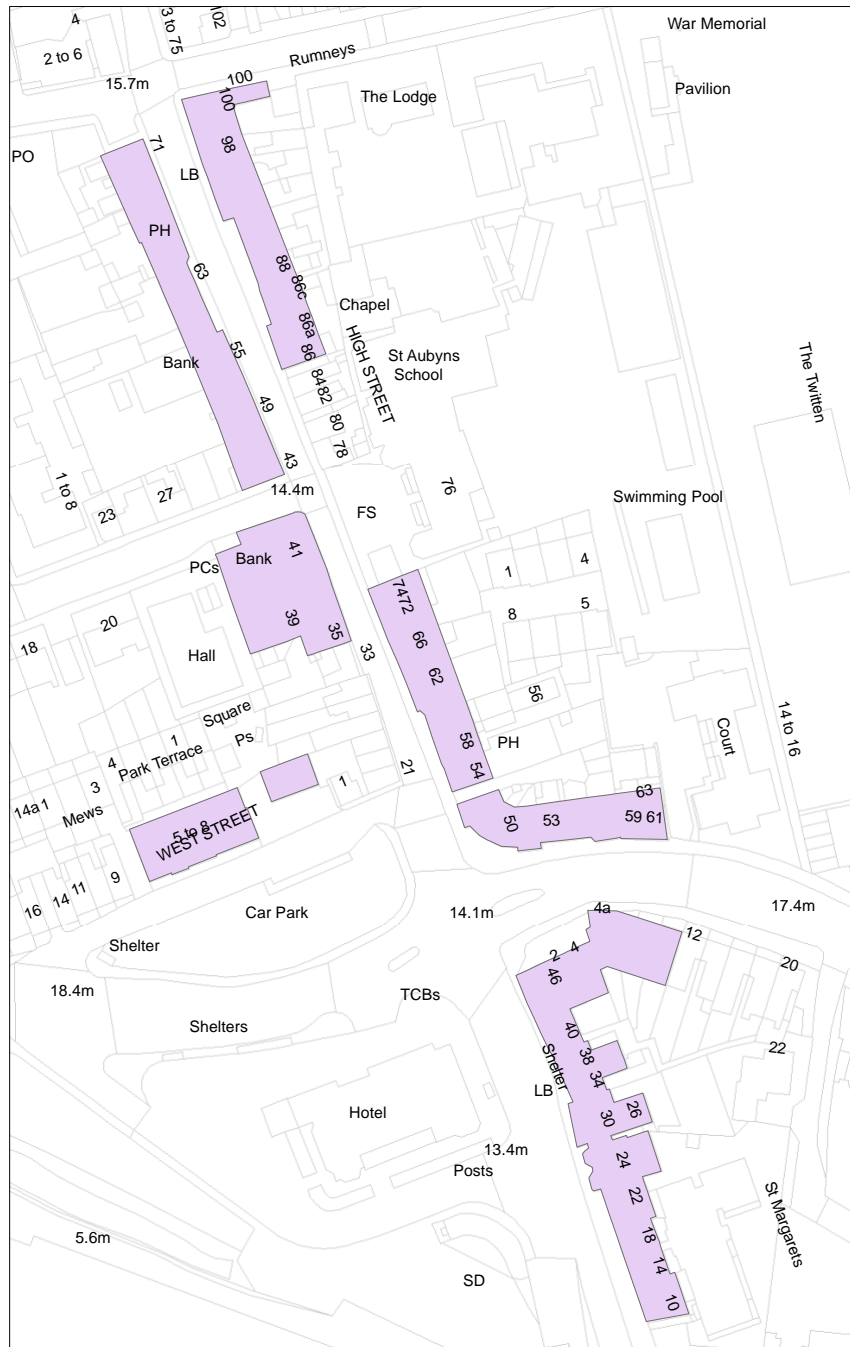 4
3 to 75
102
War Memorial
2 to 6
Rumneys
100
15.7m
The Lodge
Pavilion
100
71
98
PO
LB
PH
88
63
86c
Chapel
86a
HIGH STREET
55
86
St Aubyns
School
Bank
84
82
The Twitten
49
80
78
43
1 to 8
27
14.4m
76
Swimming Pool
23
FS
41
Bank
PCs
1
4
74
72
5
8
39
20
35
66
18
33
Hall
62
56
Square
14 to 16
1
Ps
58
PH
Court
4
Park Terrace
21
54
3
1
63
14a
1
Mews
5 to 8
WEST STREET
50
53
59
61
9
11
14
16
Car Park
14.1m
4a
17.4m
12
Shelter
2
4
46
20
18.4m
TCBs
Shelters
40
38
Shelter
34
22
LB
Hotel
30
26
13.4m
24
Posts
22
St Margarets
5.6m
18
14
SD
10